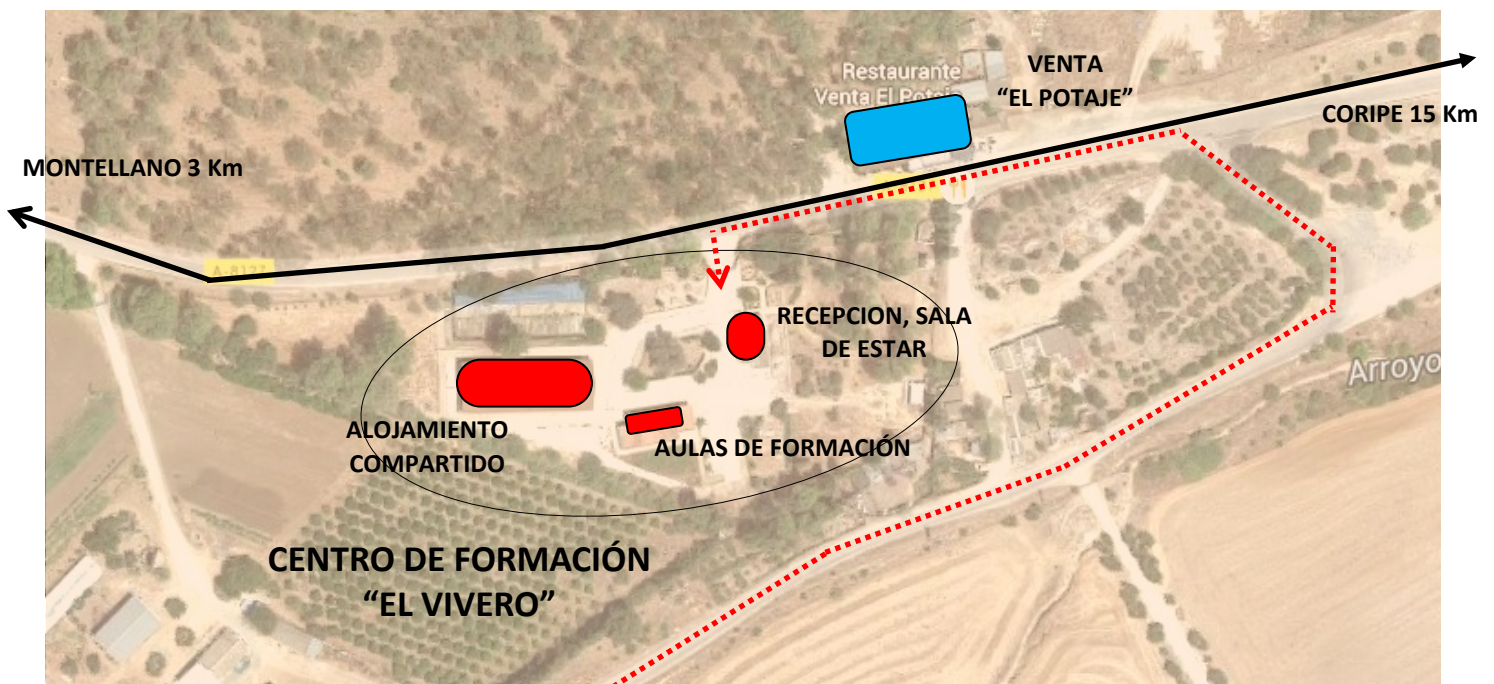 VENTA
“EL POTAJE”
Restaurante
Venta El Potaje
CORIPE 15 Km
MONTELLANO 3 Km
A-8127
RECEPCION, SALA
DE ESTAR
Arroyo
ALOJAMIENTO
COMPARTIDO
AULAS DE FORMACIÓN
CENTRO DE FORMACIÓN
“EL VIVERO”